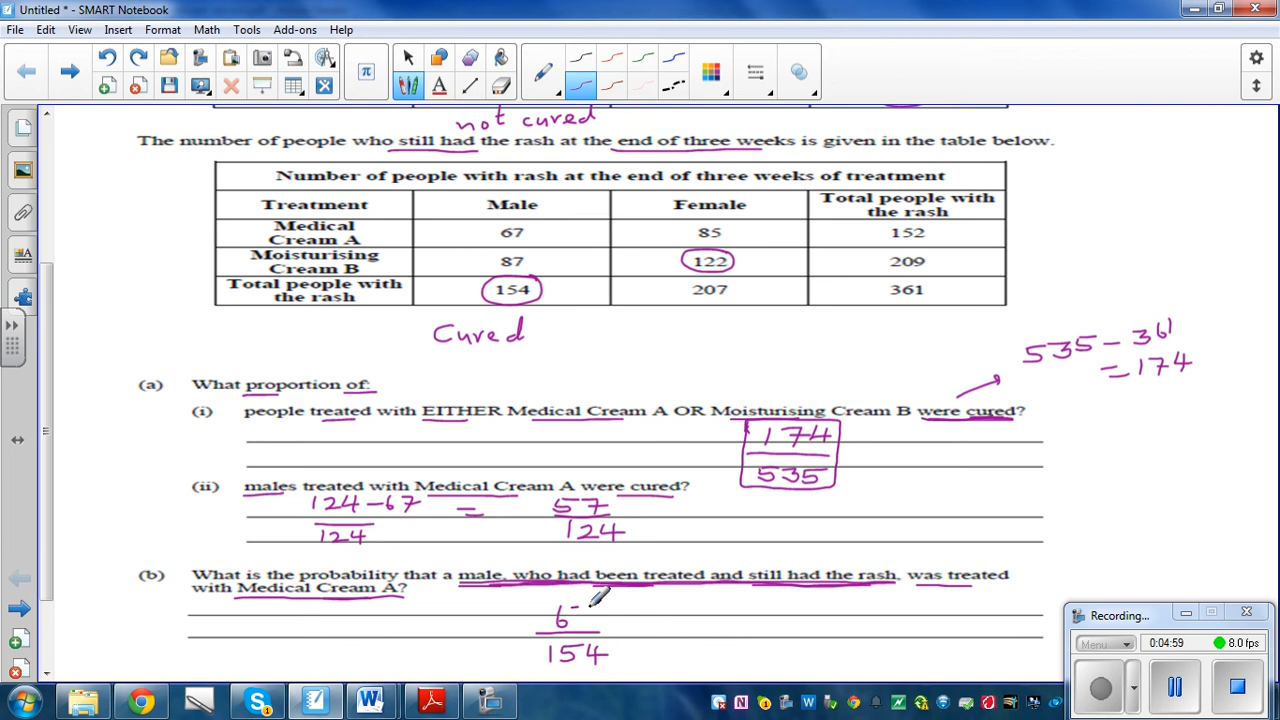 Untitled * - SMART Notebook
File Edit View Insert Format Math Tools Add-ons Help
π
A
not cured
The number of people who still had the rash at the end of three weeks is given in the table below.
Number of people with rash at the end of three weeks of treatment
Treatment Male Female Total people with the rash
Medical Cream A 67 85 152
Moisturising Cream B 87 122 209
Total people with the rash 154 207 361
Cured
535 - 361
= 174
(a) What proportion of:
(i) people treated with EITHER Medical Cream A OR Moisturising Cream B were cured?
174
535
(ii) males treated with Medical Cream A were cured?
124 - 67 = 57
124 124
(b) What is the probability that a male, who had been treated and still had the rash, was treated
with Medical Cream A?
6
154
Recording...
Menu 00:04:59 8.0 fps